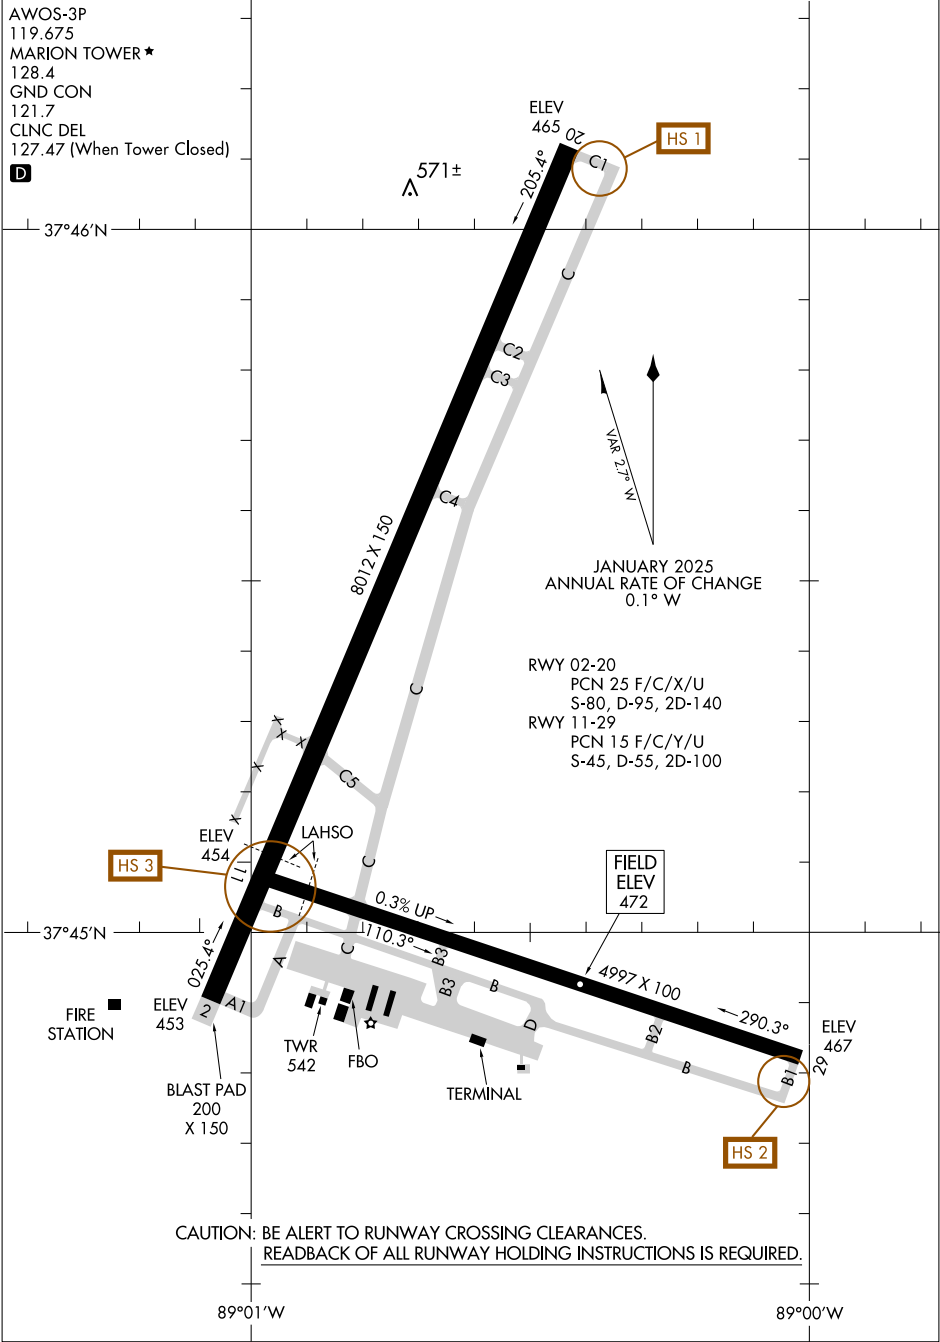 AWOS-3P
119.675
MARION TOWER★
128.4
GND CON
121.7
CLNC DEL
127.47 (When Tower Closed)
D
ELEV
465
20
HS 1
C1
571±
205.4°
37°46'N
C
C2
C3
VAR 2.7° W
C4
8012 X 150
JANUARY 2025
ANNUAL RATE OF CHANGE
0.1° W
RWY 02-20
PCN 25 F/C/X/U
S-80, D-95, 2D-140
RWY 11-29
PCN 15 F/C/Y/U
S-45, D-55, 2D-100
C
X
X
X
X
X
C5
ELEV
454
LAHSO
HS 3
11
C
FIELD
ELEV
472
0.3% UP
B
110.3°
37°45'N
025.4°
A
C
B3
B3
B
4997 X 100
290.3°
ELEV
467
29
A1
2
ELEV
453
FIRE
STATION
D
B2
B
B1
TWR
542
FBO
TERMINAL
BLAST PAD
200
X 150
HS 2
CAUTION: BE ALERT TO RUNWAY CROSSING CLEARANCES.
READBACK OF ALL RUNWAY HOLDING INSTRUCTIONS IS REQUIRED.
89°01'W
89°00'W